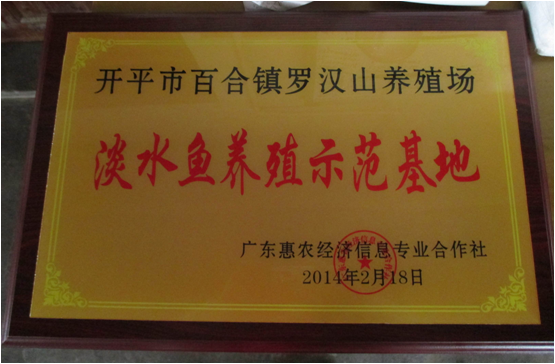 开平市百合镇罗汉山养殖场
淡水鱼养殖示范基地
广东惠农经济信息专业合作社
2014年2月18日